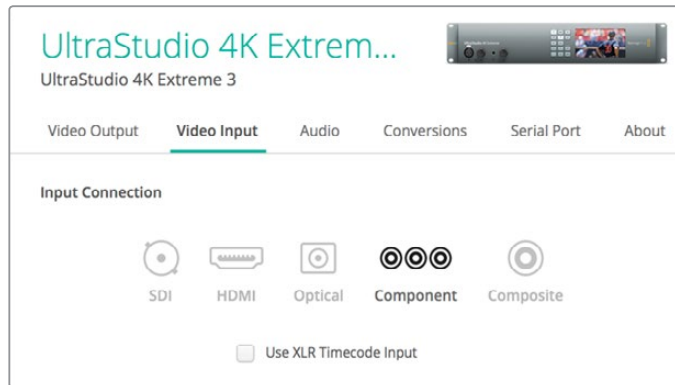 UltraStudio 4K Extrem...
UltraStudio 4K Extreme 3
Video Output Video Input Audio Conversions Serial Port About
Input Connection
SDI HDMI Optical Component Composite
Use XLR Timecode Input